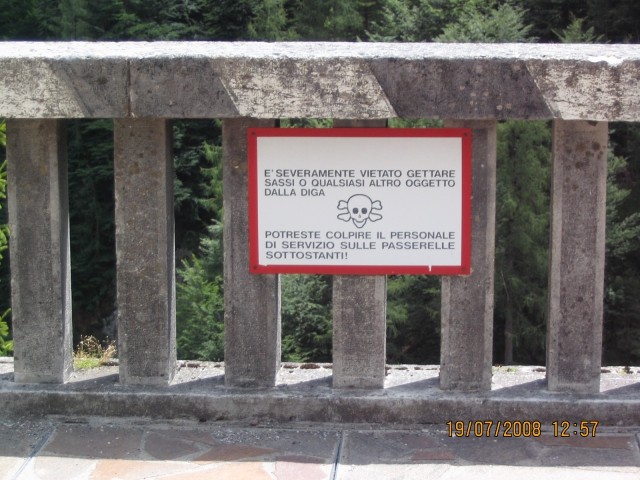 E' SEVERAMENTE VIETATO GETTARE
SASSI O QUALSIASI ALTRO OGGETTO
DALLA DIGA
POTRESTE COLPIRE IL PERSONALE
DI SERVIZIO SULLE PASSERELLE
SOTTOSTANTI!
19/07/2008 12:57